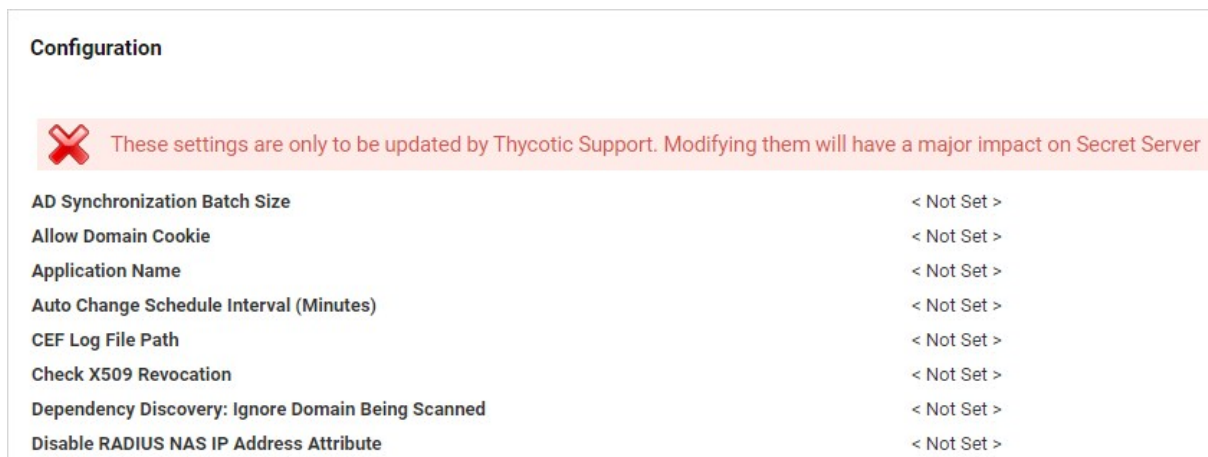 Configuration
These settings are only to be updated by Thycotic Support. Modifying them will have a major impact on Secret Server
AD Synchronization Batch Size < Not Set >
Allow Domain Cookie < Not Set >
Application Name < Not Set >
Auto Change Schedule Interval (Minutes) < Not Set >
CEF Log File Path < Not Set >
Check X509 Revocation < Not Set >
Dependency Discovery: Ignore Domain Being Scanned < Not Set >
Disable RADIUS NAS IP Address Attribute < Not Set >